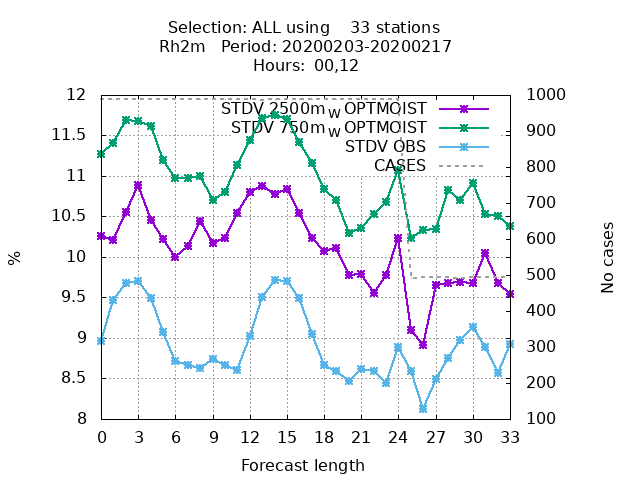 Selection: ALL using    33 stations
Rh2m   Period: 20200203-20200217
Hours:  00,12
STDV 2500m_W OPTMOIST
STDV 750m_W OPTMOIST
STDV OBS
CASES
12
11.5
11
10.5
10
9.5
9
8.5
8
%
1000
900
800
700
600
500
400
300
200
100
No cases
0 3 6 9 12 15 18 21 24 27 30 33
Forecast length